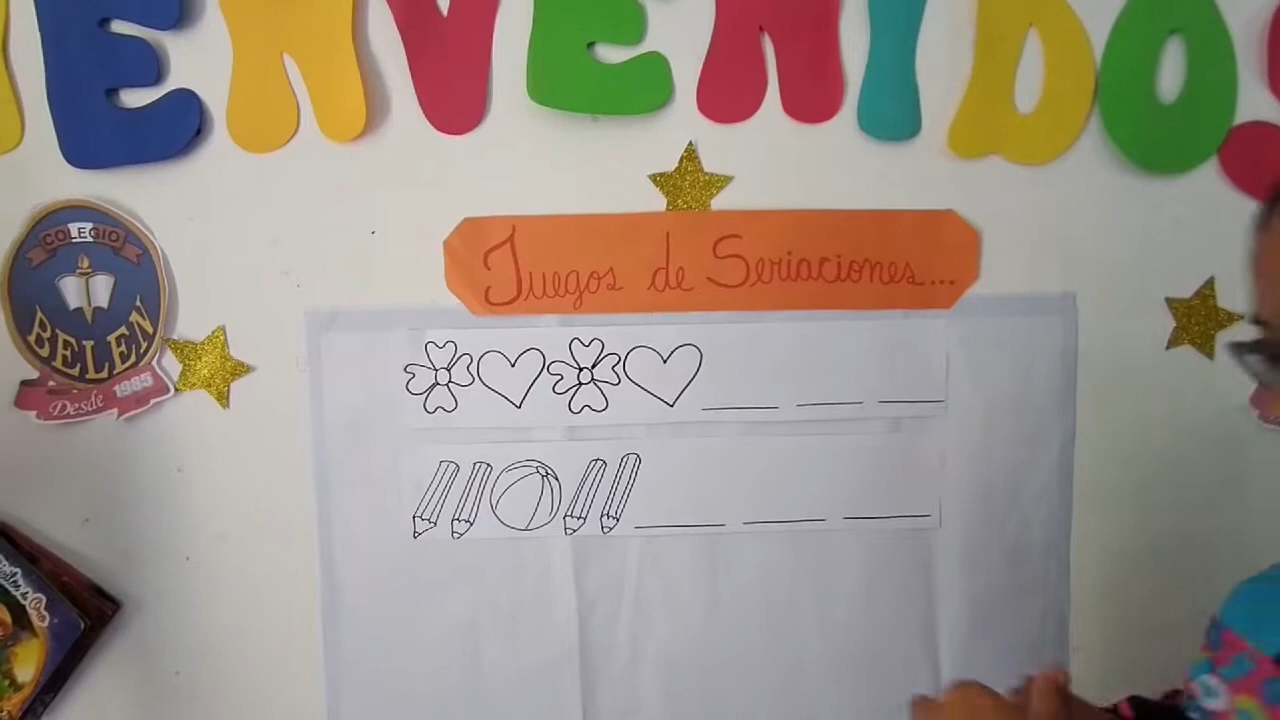 ENVENIDO
COLEGIO
BELEN
Desde 1985
Juegos de Seriaciones...